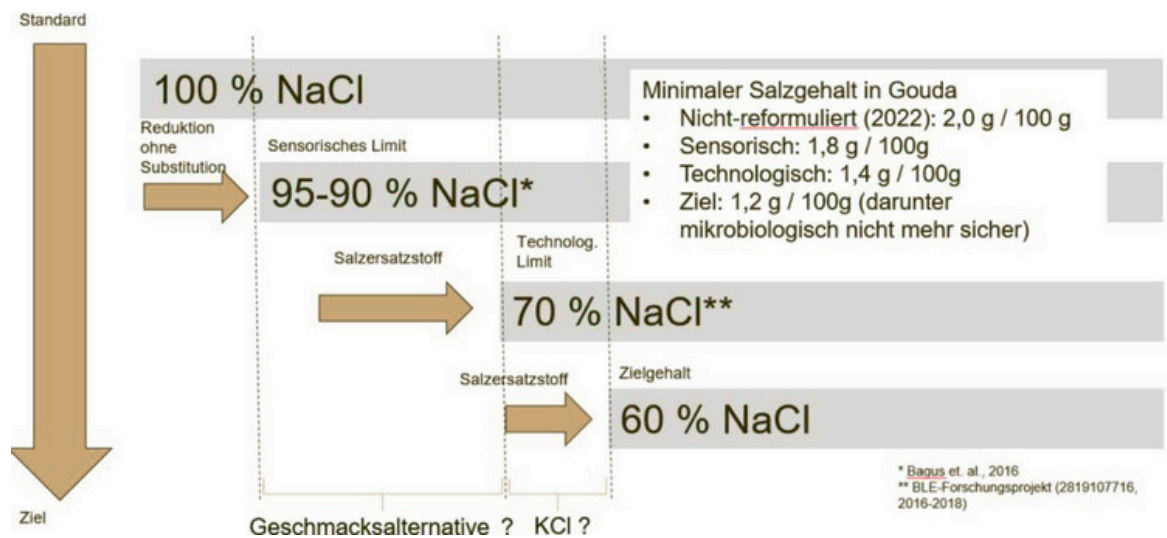 Standard
100 % NaCl
Reduktion
ohne
Substitution
Sensorisches Limit
95-90 % NaCl*
Minimaler Salzgehalt in Gouda
• Nicht-reformuliert (2022): 2,0 g / 100 g
• Sensorisch: 1,8 g / 100g
• Technologisch: 1,4 g / 100g
• Ziel: 1,2 g / 100g (darunter
mikrobiologisch nicht mehr sicher)
Salzersatzstoff
Technolog.
Limit
70 % NaCl**
Salzersatzstoff
Zielgehalt
60 % NaCl
* Bagus et. al., 2016
** BLE-Forschungsprojekt (2819107716,
2016-2018)
Ziel
Geschmacksalternative ?
KCl ?